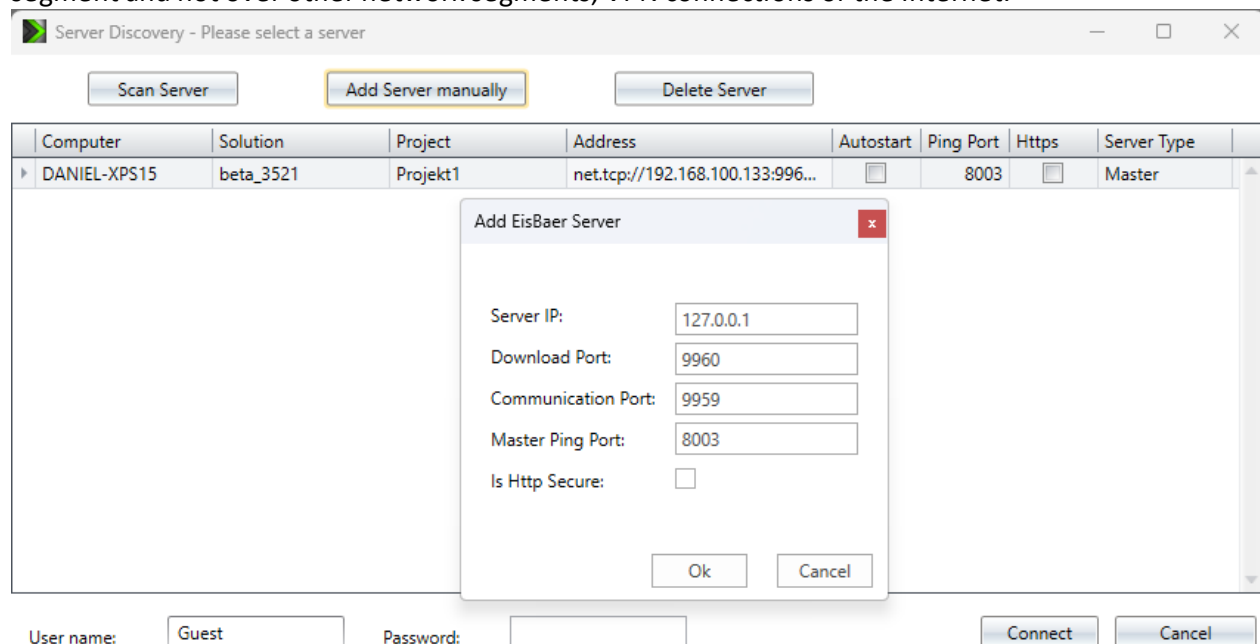 segment and not over other network segments, VPN connections or the Internet.
Server Discovery - Please select a server
Scan Server Add Server manually Delete Server
Computer Solution Project Address Autostart Ping Port Https Server Type
DANIEL-XPS15 beta_3521 Projekt1 net.tcp://192.168.100.133:996... 8003 Master
Add EisBaer Server x
Server IP: 127.0.0.1
Download Port: 9960
Communication Port: 9959
Master Ping Port: 8003
Is Http Secure:
Ok Cancel
User name: Guest Password: Connect Cancel